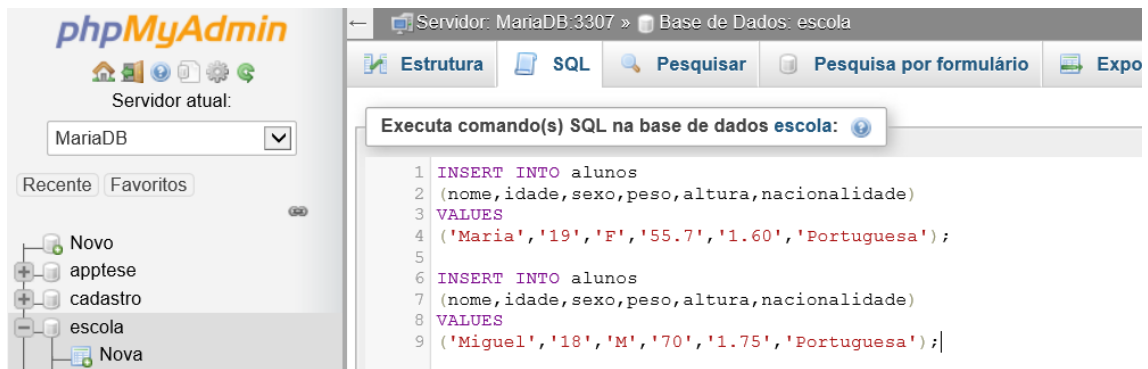 phpMyAdmin
Servidor atual:
MariaDB
Recente Favoritos
Novo
apptese
cadastro
escola
Nova
← Servidor: MariaDB:3307 » Base de Dados: escola
Estrutura SQL Pesquisar Pesquisa por formulário Expo
Executa comando(s) SQL na base de dados escola:
1 INSERT INTO alunos
2 (nome,idade,sexo,peso,altura,nacionalidade)
3 VALUES
4 ('Maria','19','F','55.7','1.60','Portuguesa');
5
6 INSERT INTO alunos
7 (nome,idade,sexo,peso,altura,nacionalidade)
8 VALUES
9 ('Miguel','18','M','70','1.75','Portuguesa');